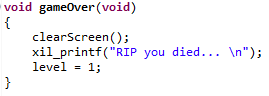 void gameOver(void)
{
    clearScreen();
    xil_printf("RIP you died... \n");
    level = 1;
}